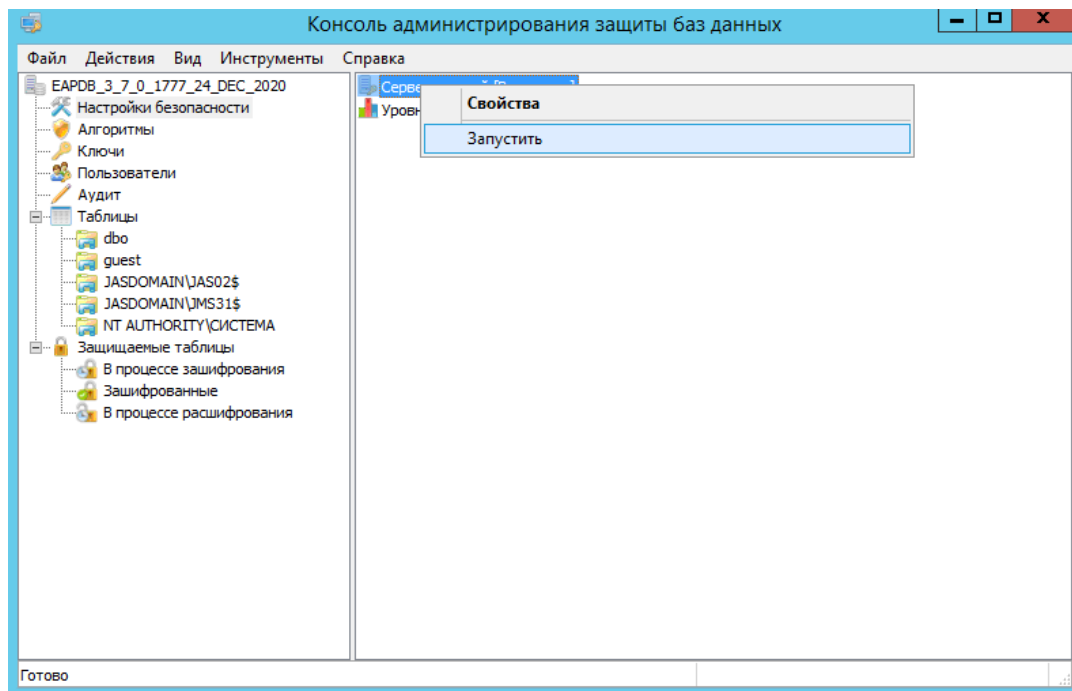 Консоль администрирования защиты баз данных
Файл Действия Вид Инструменты Справка
EAPDB_3_7_0_1777_24_DEC_2020
Настройки безопасности
Алгоритмы
Ключи
Пользователи
Аудит
Таблицы
dbo
guest
JASDOMAIN\JAS02$
JASDOMAIN\JMS31$
NT AUTHORITY\СИСТЕМА
Защищаемые таблицы
В процессе зашифрования
Зашифрованные
В процессе расшифрования
Свойства
Запустить
Готово